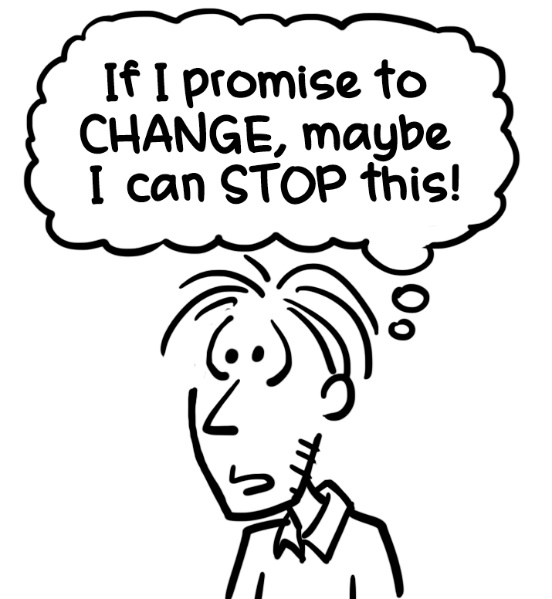 If I promise to
CHANGE, maybe
I can STOP this!